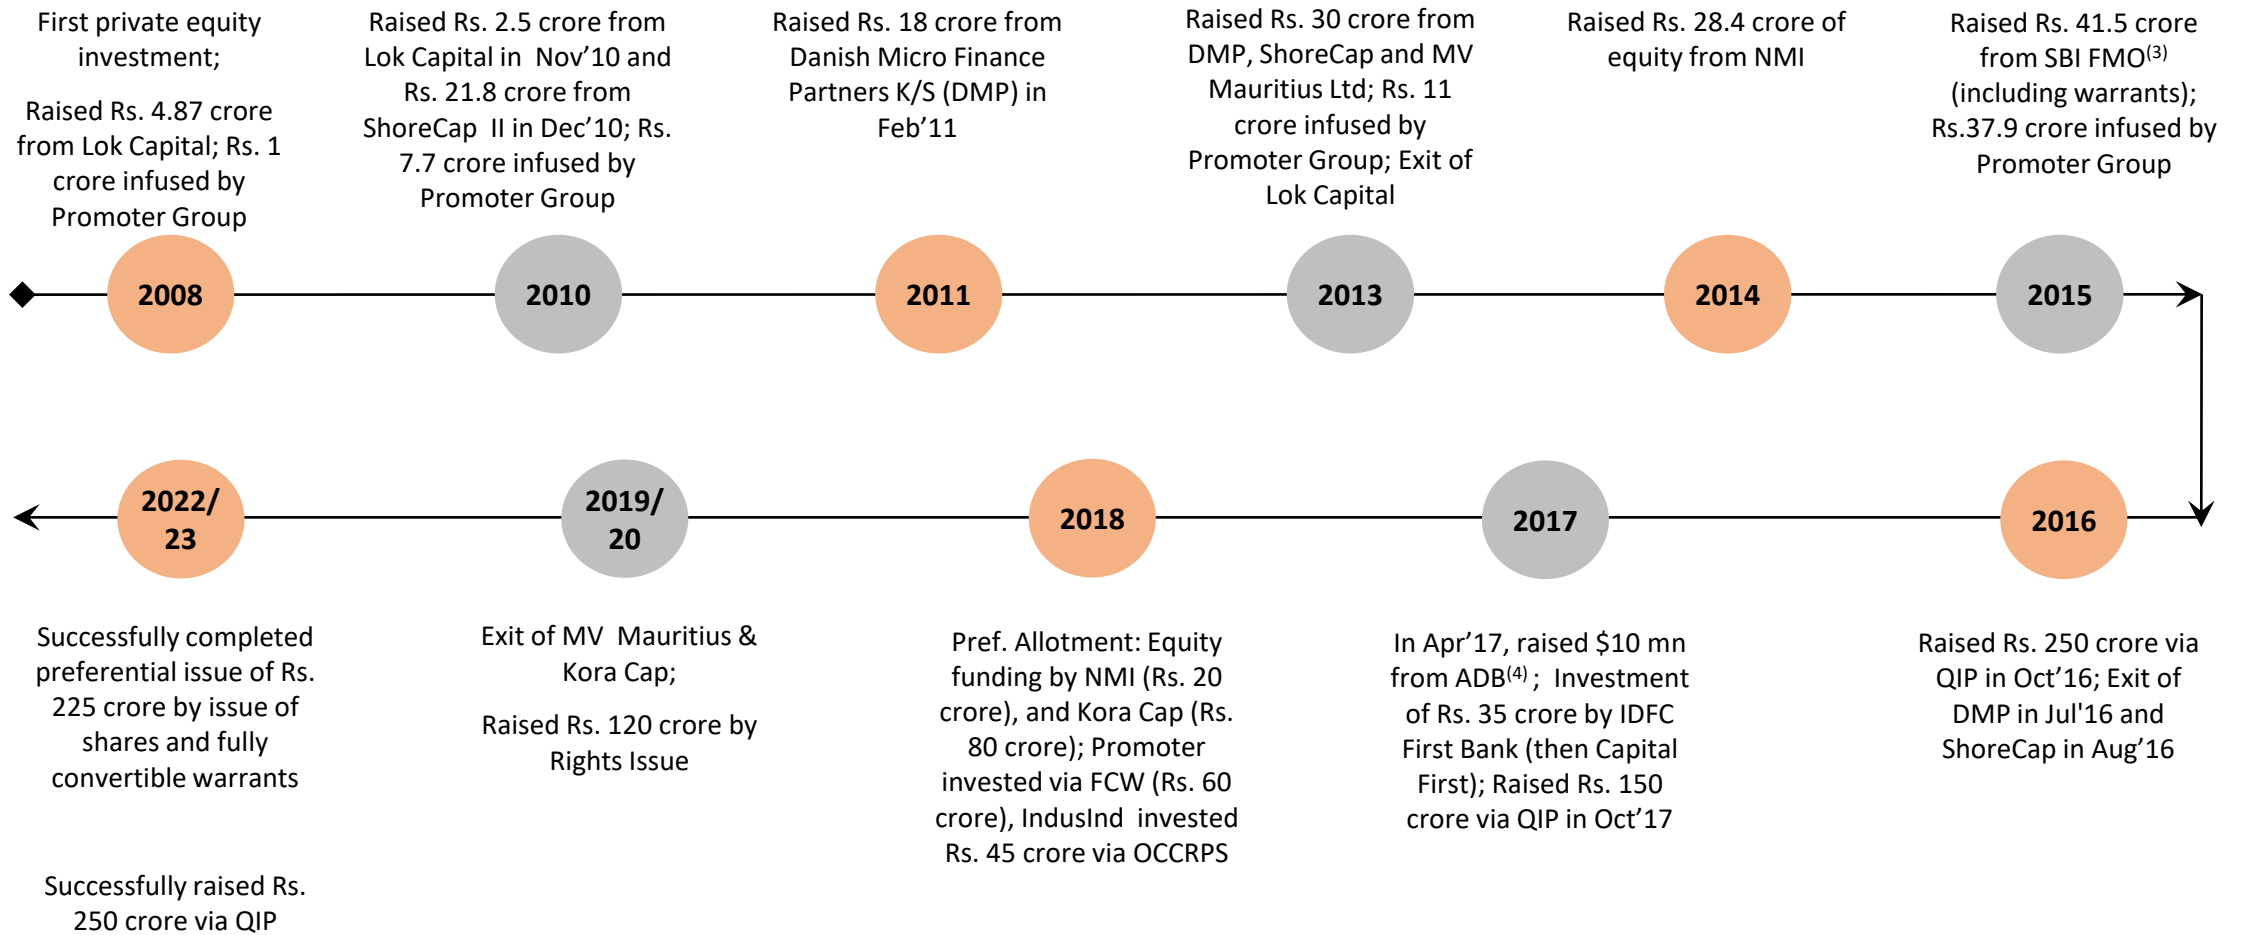 First private equity
investment;
Raised Rs. 4.87 crore
from Lok Capital; Rs. 1
crore infused by
Promoter Group
Raised Rs. 2.5 crore from
Lok Capital in Nov’10 and
Rs. 21.8 crore from
ShoreCap II in Dec’10; Rs.
7.7 crore infused by
Promoter Group
Raised Rs. 18 crore from
Danish Micro Finance
Partners K/S (DMP) in
Feb’11
Raised Rs. 30 crore from
DMP, ShoreCap and MV
Mauritius Ltd; Rs. 11
crore infused by
Promoter Group; Exit of
Lok Capital
Raised Rs. 28.4 crore of
equity from NMI
Raised Rs. 41.5 crore
from SBI FMO(3)
(including warrants);
Rs.37.9 crore infused by
Promoter Group
2008
2010
2011
2013
2014
2015
2022/
23
2019/
20
2018
2017
2016
Successfully completed
preferential issue of Rs.
225 crore by issue of
shares and fully
convertible warrants
Successfully raised Rs.
250 crore via QIP
Exit of MV Mauritius &
Kora Cap;
Raised Rs. 120 crore by
Rights Issue
Pref. Allotment: Equity
funding by NMI (Rs. 20
crore), and Kora Cap (Rs.
80 crore); Promoter
invested via FCW (Rs. 60
crore), IndusInd invested
Rs. 45 crore via OCCRPS
In Apr’17, raised $10 mn
from ADB(4) ; Investment
of Rs. 35 crore by IDFC
First Bank (then Capital
First); Raised Rs. 150
crore via QIP in Oct’17
Raised Rs. 250 crore via
QIP in Oct’16; Exit of
DMP in Jul'16 and
ShoreCap in Aug’16